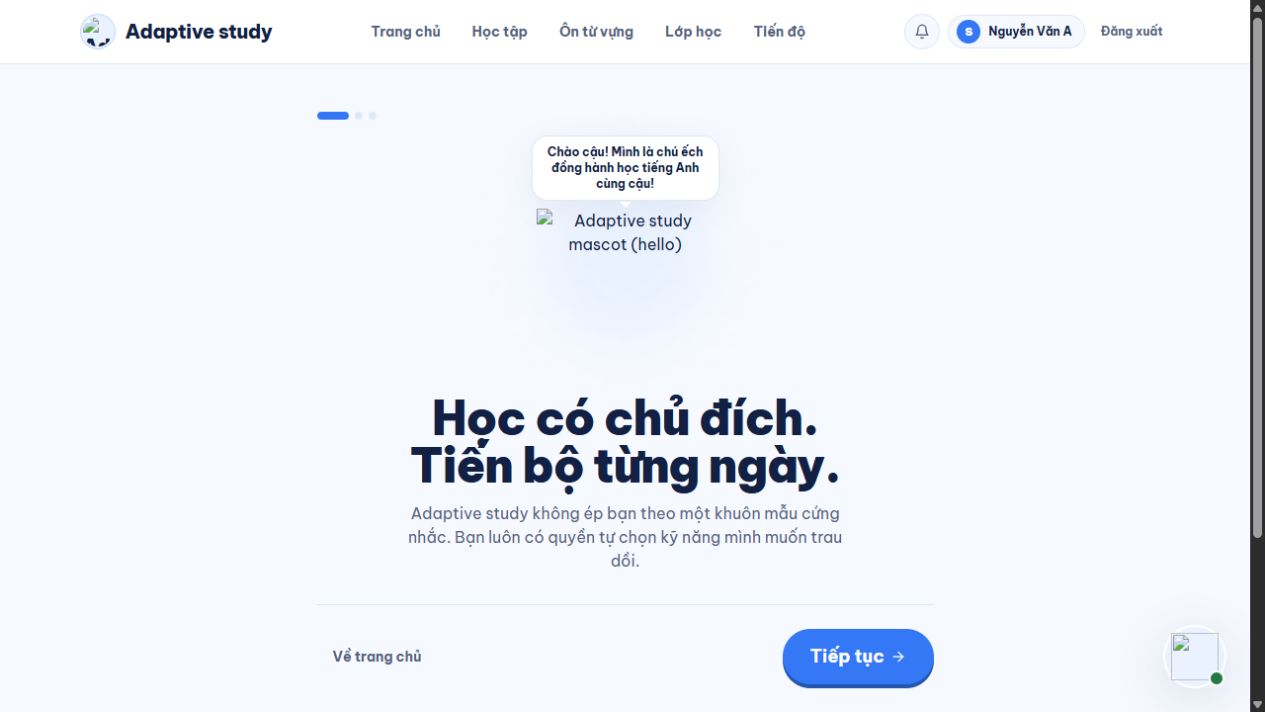 Adaptive study
Trang chủ
Học tập
Ôn từ vựng
Lớp học
Tiến độ
S
Nguyễn Văn A
Đăng xuất
Chào cậu! Mình là chú ếch
đồng hành học tiếng Anh
cùng cậu!
Adaptive study
mascot (hello)
Học có chủ đích.
Tiến bộ từng ngày.
Adaptive study không ép bạn theo một khuôn mẫu cứng
nhắc. Bạn luôn có quyền tự chọn kỹ năng mình muốn trau
dồi.
Về trang chủ
Tiếp tục →